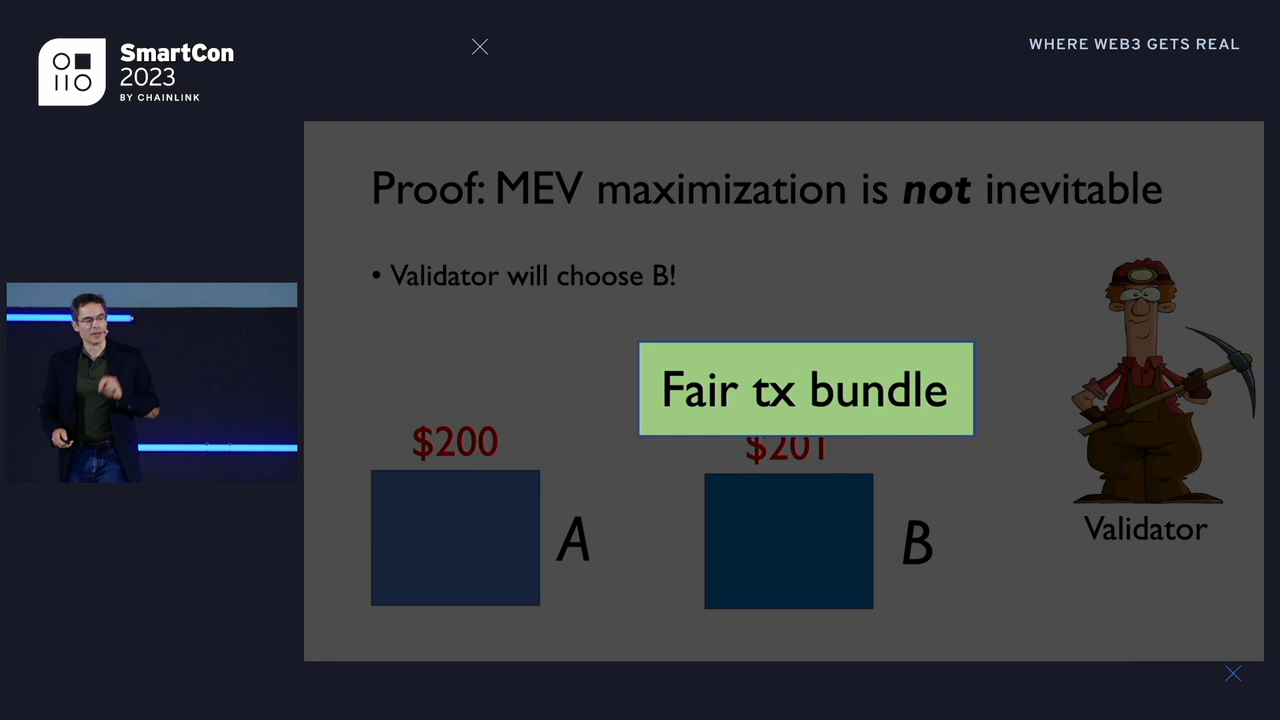 SmartCon
2023
BY CHAINLINK
WHERE WEB3 GETS REAL
Proof: MEV maximization is not inevitable
• Validator will choose B!
Fair tx bundle
$200
$201
A
B
Validator